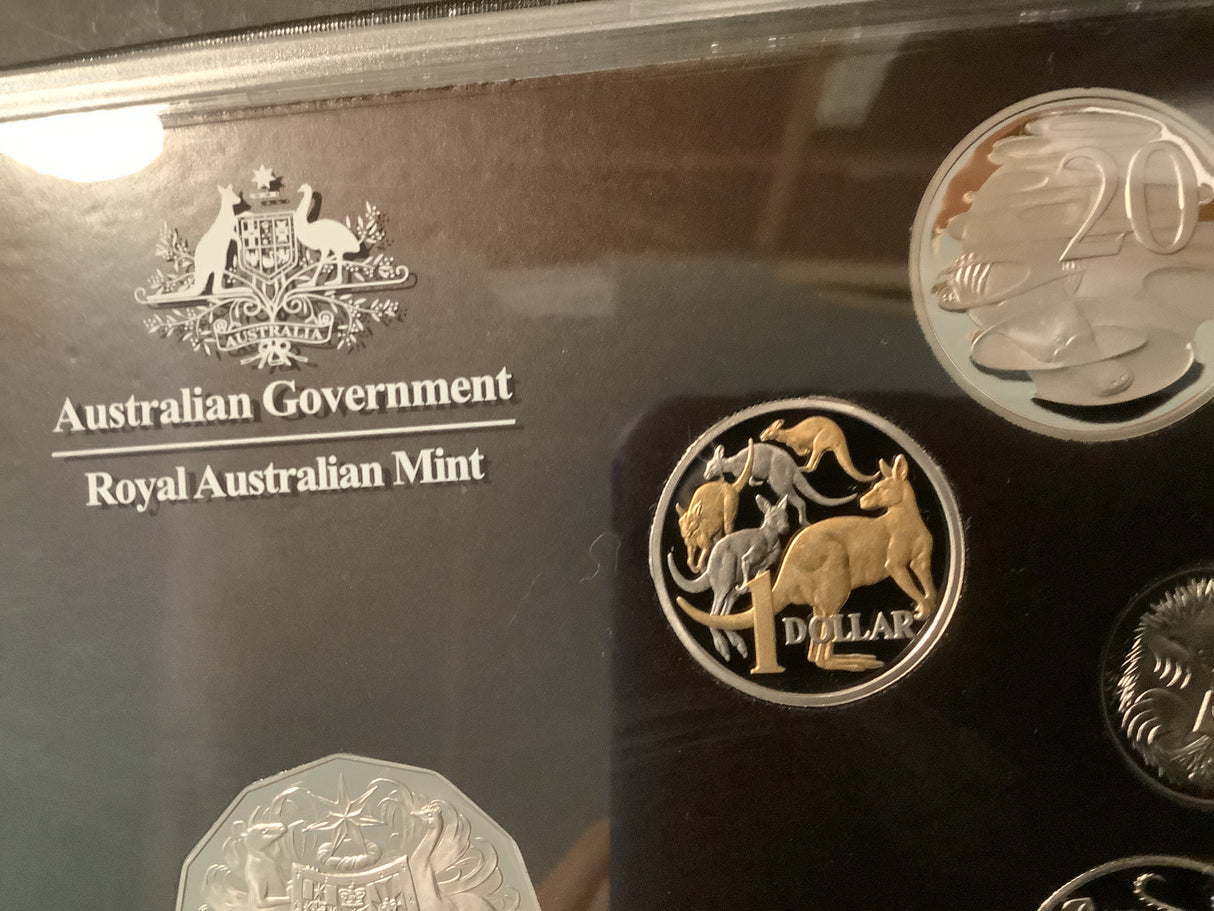 AUSTRALIA
Australian Government
Royal Australian Mint
20
1
DOLLAR